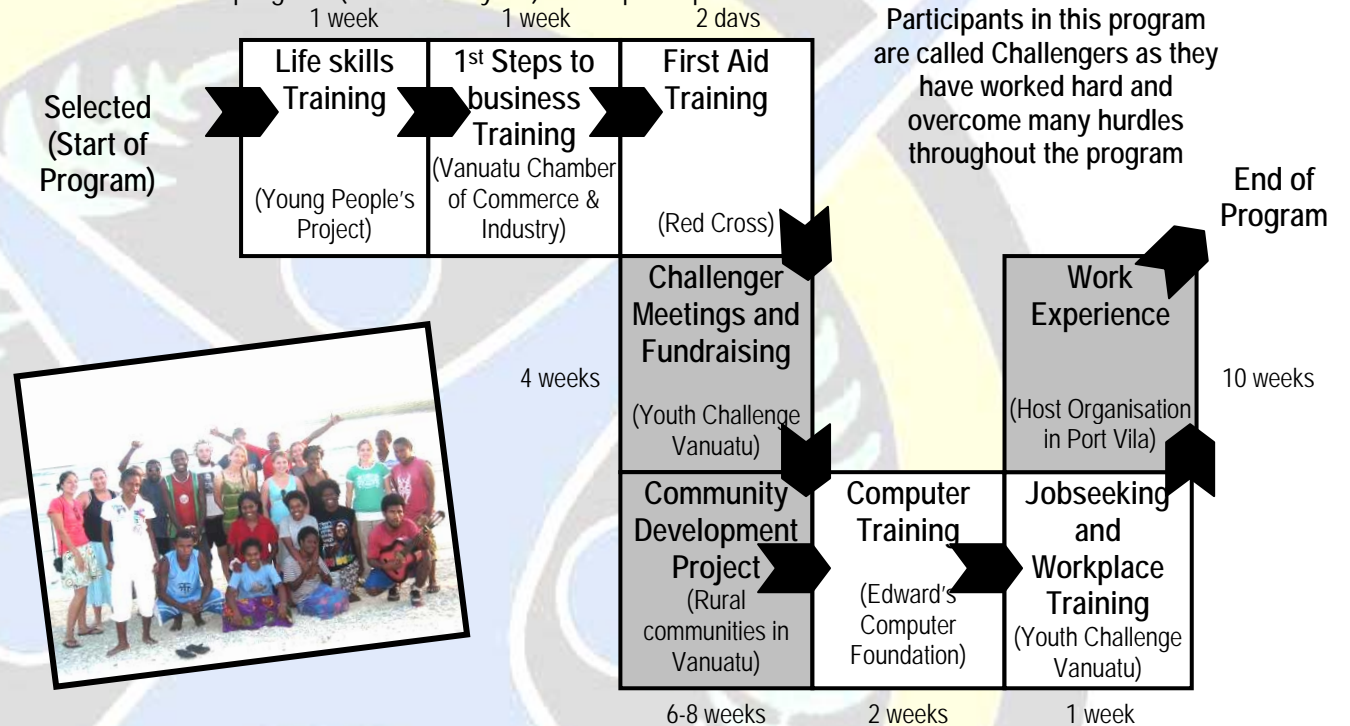 1 week
1 week
2 days
Participants in this program
are called Challengers as they
have worked hard and
overcome many hurdles
throughout the program
Selected
(Start of
Program)
Life skills
Training
(Young People's
Project)
1st Steps to
business
Training
(Vanuatu Chamber
of Commerce &
Industry)
First Aid
Training
(Red Cross)
4 weeks
Challenger
Meetings and
Fundraising
(Youth Challenge
Vanuatu)
Community
Development
Project
(Rural
communities in
Vanuatu)
6-8 weeks
Computer
Training
(Edward's
Computer
Foundation)
2 weeks
Jobseeking
and
Workplace
Training
(Youth Challenge
Vanuatu)
1 week
Work
Experience
(Host Organisation
in Port Vila)
10 weeks
End of
Program